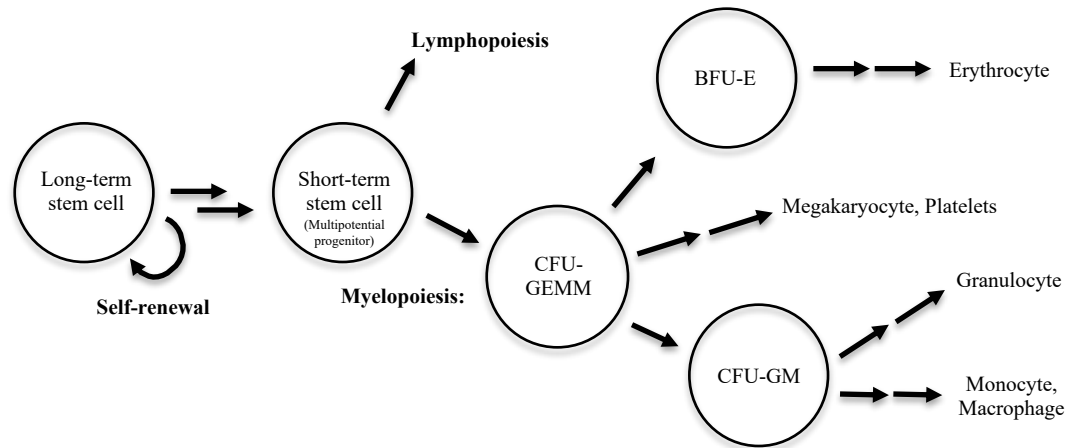 Lymphopoiesis
BFU-E
Erythrocyte
Long-term
stem cell
Short-term
stem cell
(Multipotential
progenitor)
Self-renewal
Myelopoiesis:
CFU-
GEMM
Megakaryocyte, Platelets
Granulocyte
CFU-GM
Monocyte,
Macrophage